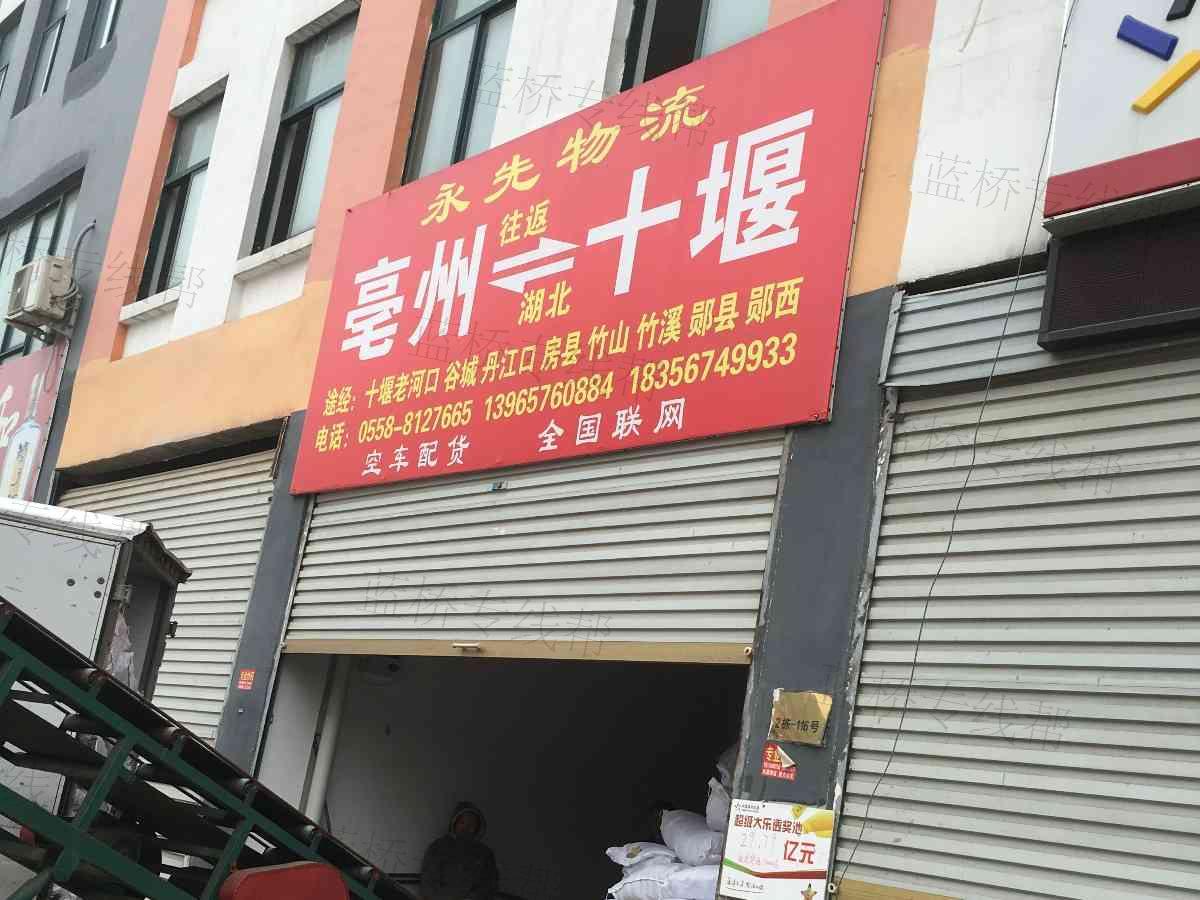 永先物流
亳州
往返
⇌
十堰
湖北
途经：十堰老河口 谷城 丹江口 房县 竹山 竹溪 郧县 郧西
电话：0558-8127665 13965760884 18356749933
空车配货 全国联网
2栋-116号
专业
超级大乐透奖池
亿元
蓝桥专线帮